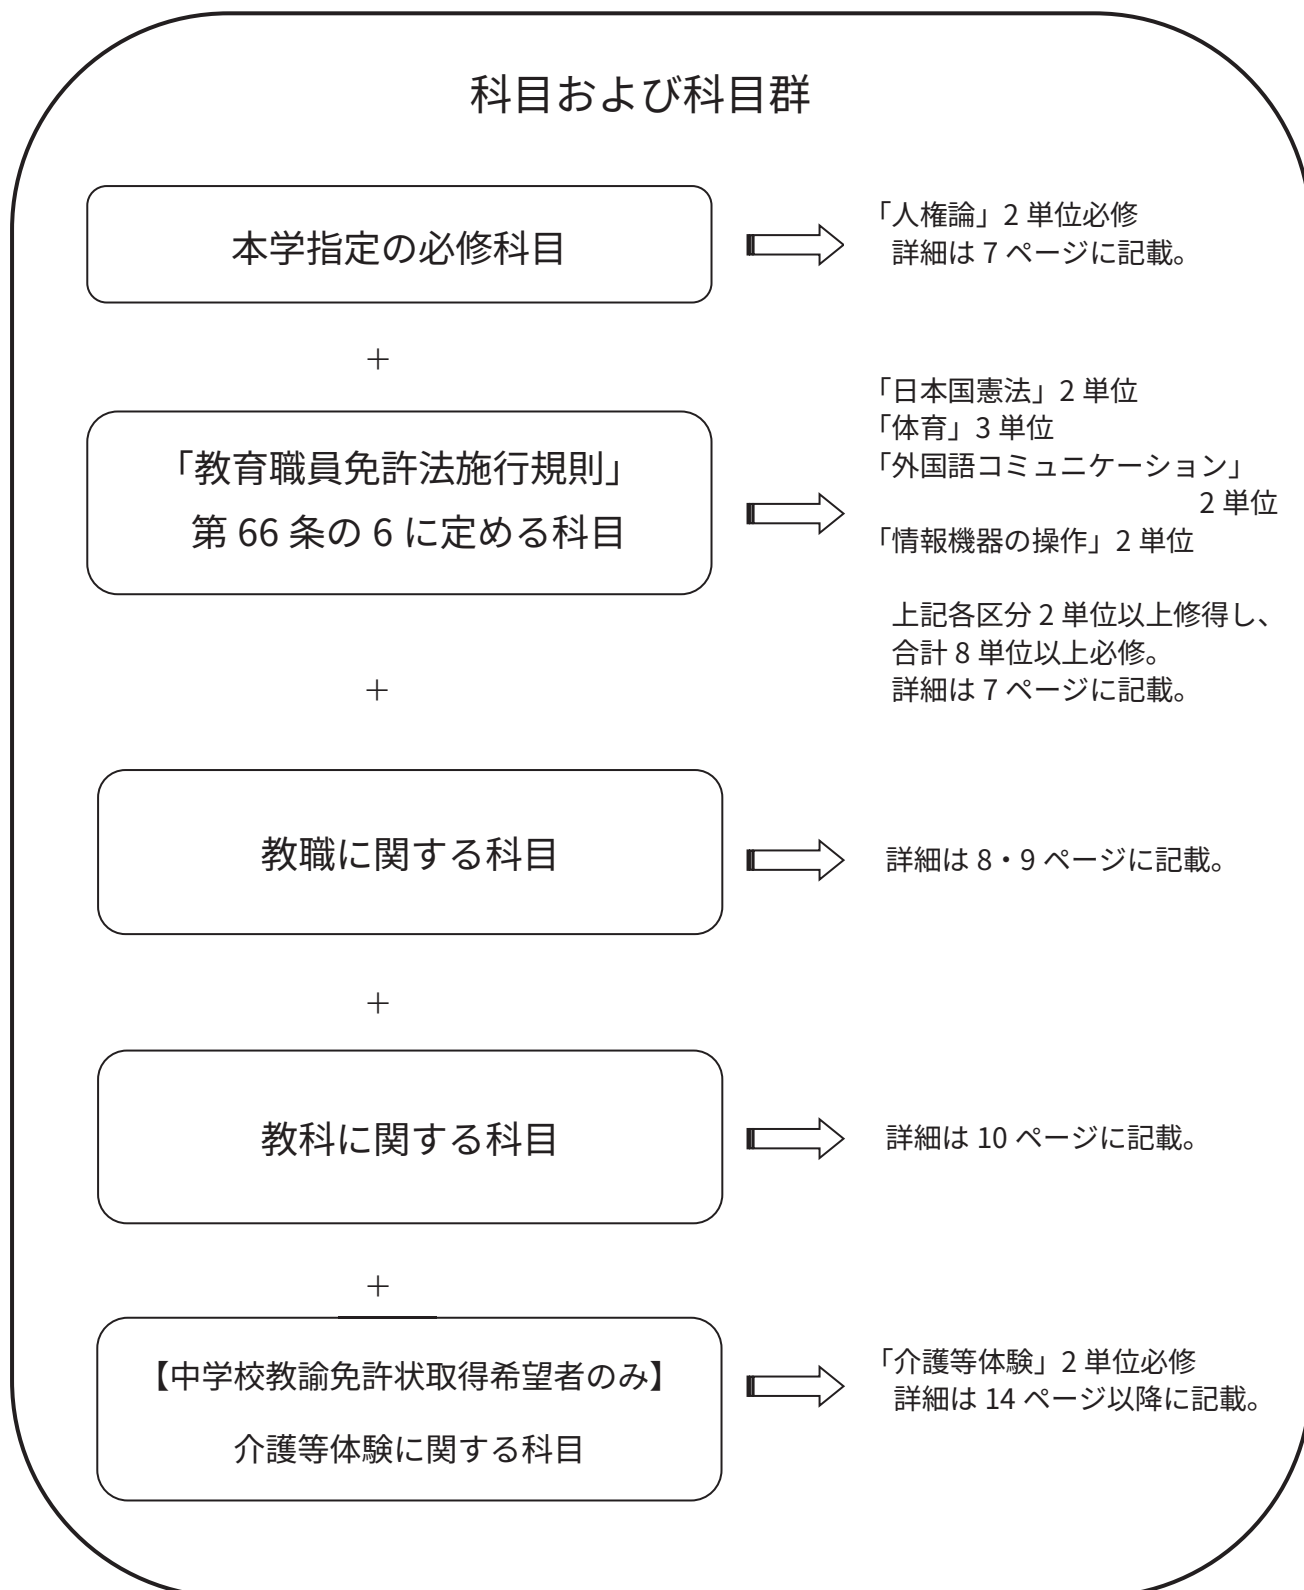 科目および科目群
本学指定の必修科目
「人権論」2 単位必修
詳細は 7 ページに記載。
＋
「教育職員免許法施行規則」
第 66 条の 6 に定める科目
「日本国憲法」2 単位
「体育」3 単位
「外国語コミュニケーション」
2 単位
「情報機器の操作」2 単位
上記各区分 2 単位以上修得し、
合計 8 単位以上必修。
詳細は 7 ページに記載。
＋
教職に関する科目
詳細は 8・9 ページに記載。
＋
教科に関する科目
詳細は 10 ページに記載。
＋
【中学校教諭免許状取得希望者のみ】
介護等体験に関する科目
「介護等体験」2 単位必修
詳細は 14 ページ以降に記載。